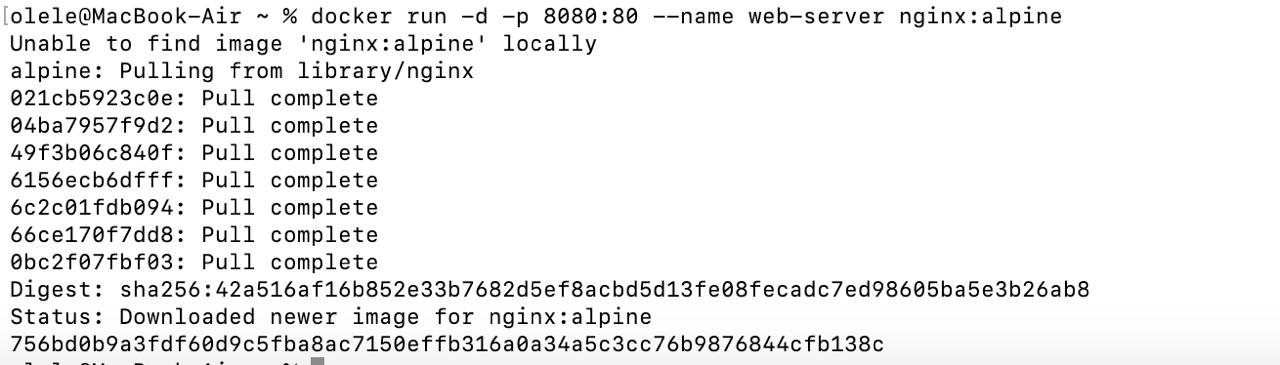 [olele@MacBook-Air ~ % docker run -d -p 8080:80 --name web-server nginx:alpine
Unable to find image 'nginx:alpine' locally
alpine: Pulling from library/nginx
021cb5923c0e: Pull complete
04ba7957f9d2: Pull complete
49f3b06c840f: Pull complete
6156ecb6dfff: Pull complete
6c2c01fdb094: Pull complete
66ce170f7dd8: Pull complete
0bc2f07fbf03: Pull complete
Digest: sha256:42a516af16b852e33b7682d5ef8acbd5d13fe08fecadc7ed98605ba5e3b26ab8
Status: Downloaded newer image for nginx:alpine
756bd0b9a3fdf60d9c5fba8ac7150effb316a0a34a5c3cc76b9876844cfb138c